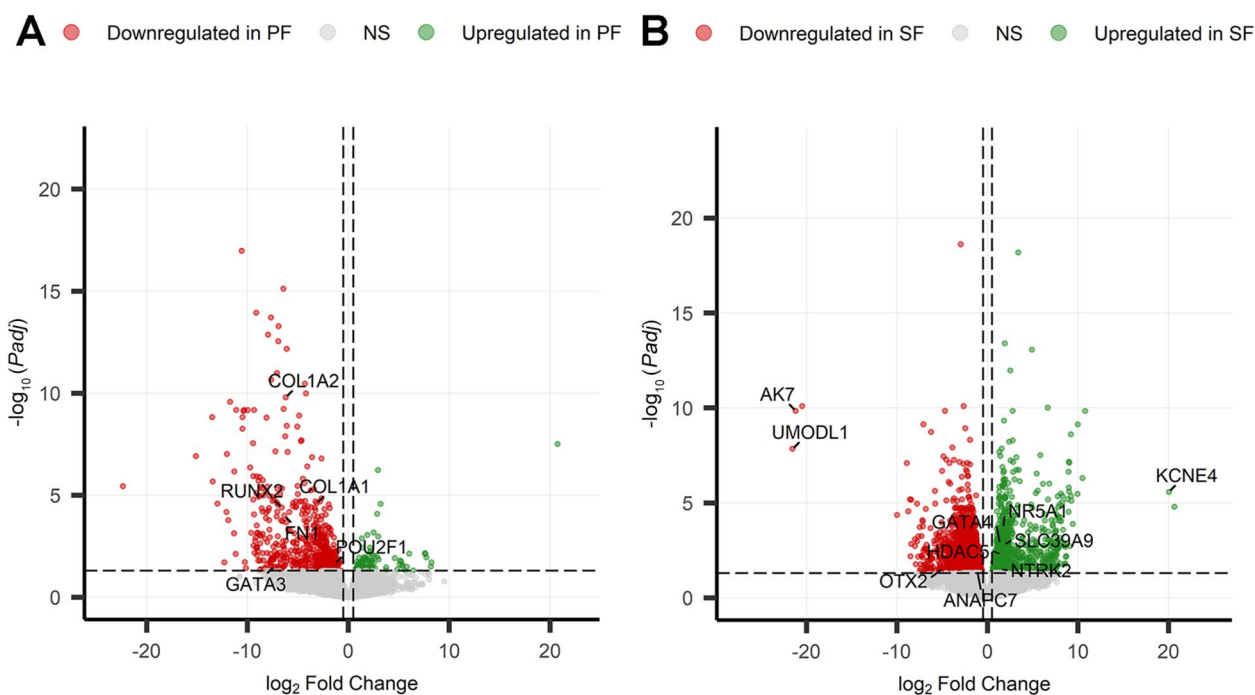 A Downregulated in PF NS Upregulated in PF
B Downregulated in SF NS Upregulated in SF
-log10 (Padj)
20
15
10
5
0
COL1A2
RUNX2
COL1A1
FN1
POU2F1
GATA3
-20 -10 0 10 20
log2 Fold Change
-log10 (Padj)
20
15
10
5
0
AK7
UMODL1
KCNE4
NR5A1
GATA4
SLC39A9
HDAC5
NTRK2
OTX2
ANAPC7
-20 -10 0 10 20
log2 Fold Change